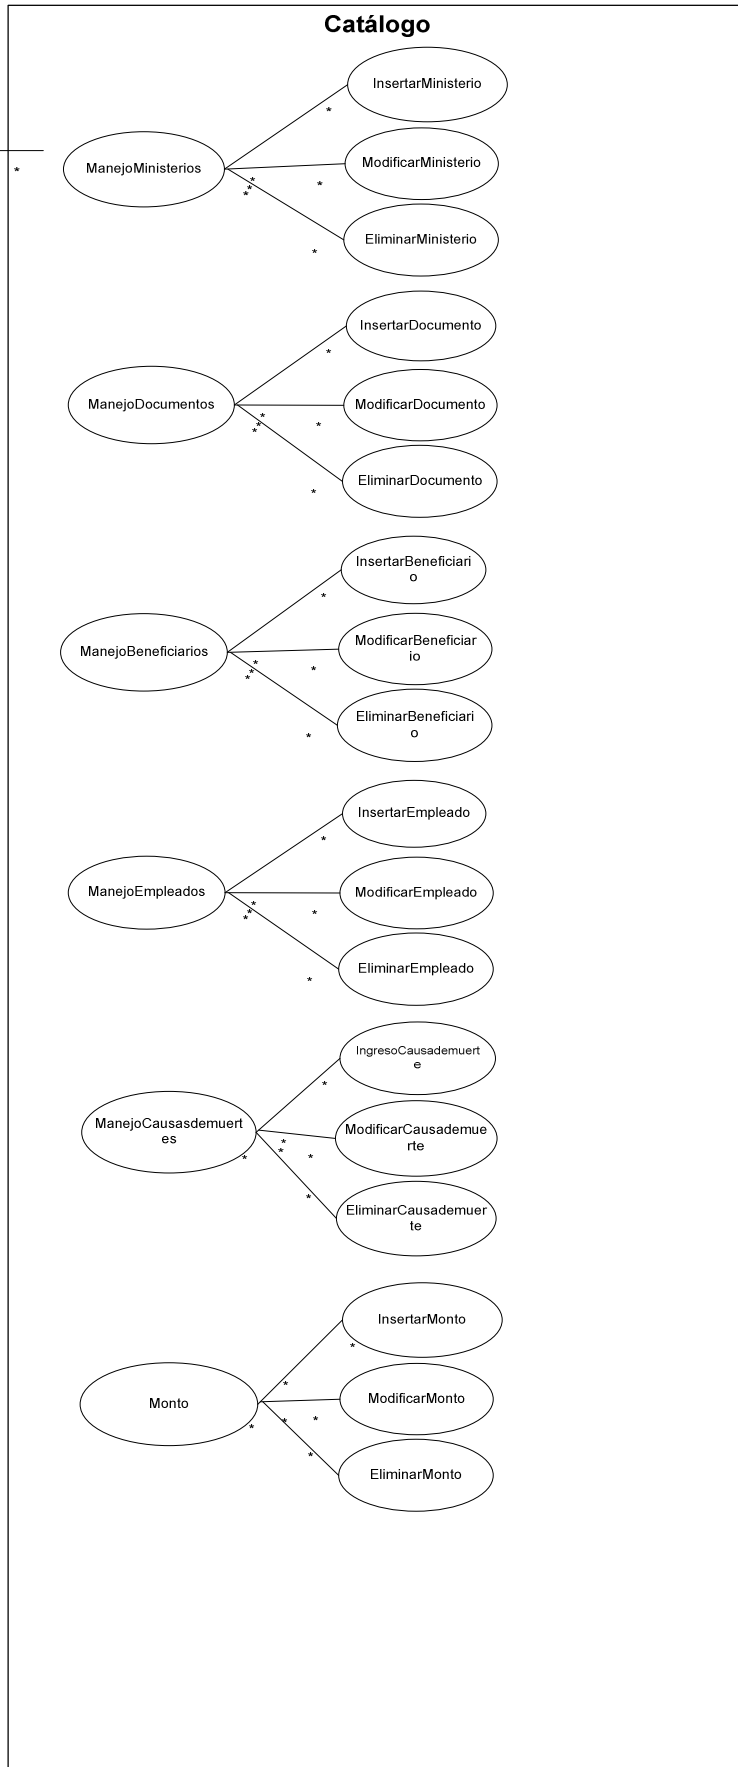 Catálogo
InsertarMinisterio
*
ManejoMinisterios
ModificarMinisterio
*
*
*
*
*
EliminarMinisterio
*
InsertarDocumento
*
ManejoDocumentos
ModificarDocumento
*
*
*
*
EliminarDocumento
*
InsertarBeneficiari
o
*
ManejoBeneficiarios
ModificarBeneficiar
io
*
*
*
*
EliminarBeneficiari
o
*
InsertarEmpleado
*
ManejoEmpleados
ModificarEmpleado
*
*
*
*
EliminarEmpleado
*
IngresoCausademuert
e
*
ManejoCausasdemuert
es
ModificarCausademue
rte
*
*
*
*
*
EliminarCausademuer
te
InsertarMonto
*
*
Monto
ModificarMonto
*
*
*
*
EliminarMonto